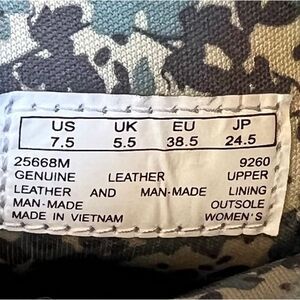 US UK EU JP
7.5 5.5 38.5 24.5
25668M 9260
GENUINE LEATHER UPPER
LEATHER AND MAN-MADE LINING
MAN-MADE OUTSOLE
MADE IN VIETNAM WOMEN'S